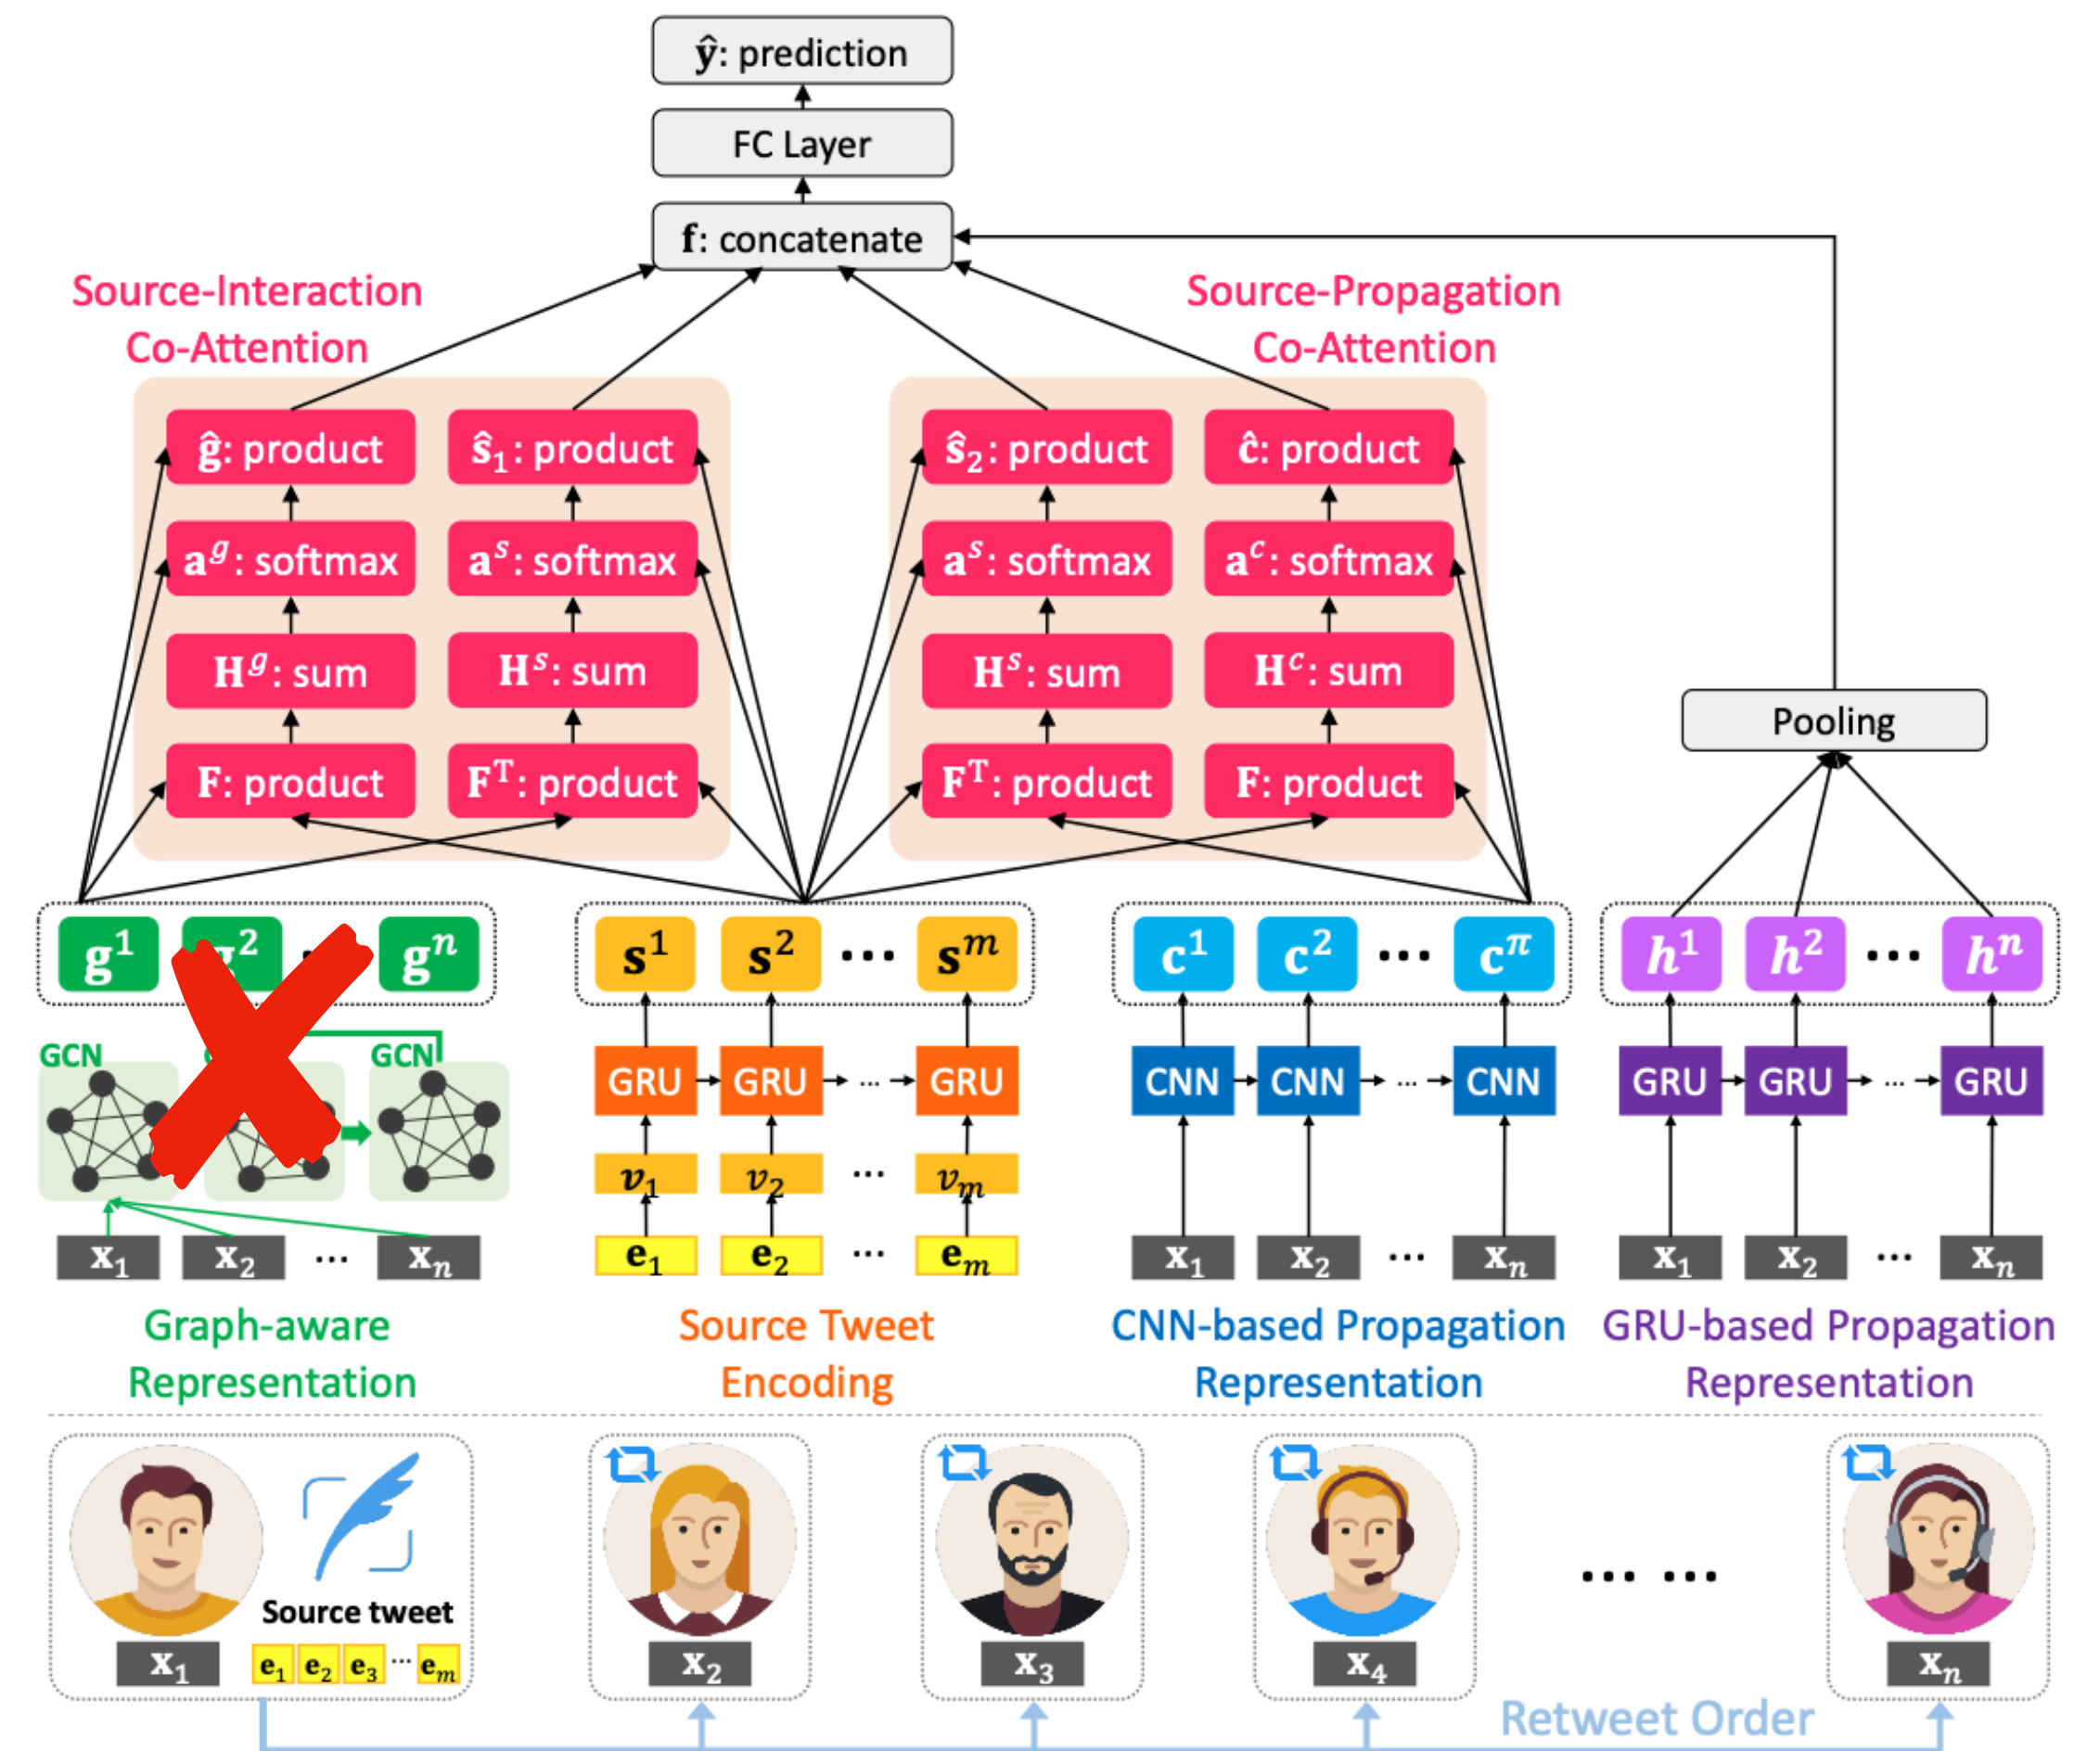 ŷ: prediction
FC Layer
f: concatenate
Source-Interaction
Co-Attention
Source-Propagation
Co-Attention
ĝ: product
ŝ₁: product
ŝ₂: product
ĉ: product
aᵍ: softmax
aˢ: softmax
aˢ: softmax
aᶜ: softmax
Hᵍ: sum
Hˢ: sum
Hˢ: sum
Hᶜ: sum
F: product
Fᵀ: product
Fᵀ: product
F: product
Pooling
g¹ gⁿ
s¹ s² ... sᵐ
c¹ c² ... c^π
h¹ h² ... hⁿ
GCN GCN
GRU GRU ... GRU
CNN CNN ... CNN
GRU GRU ... GRU
v₁ v₂ ... vₘ
x₁ x₂ ... xₙ
e₁ e₂ ... eₘ
x₁ x₂ ... xₙ
x₁ x₂ ... xₙ
Graph-aware
Representation
Source Tweet
Encoding
CNN-based Propagation
Representation
GRU-based Propagation
Representation
Source tweet
x₁
e₁ e₂ e₃ ... eₘ
x₂
x₃
x₄
... ...
xₙ
Retweet Order